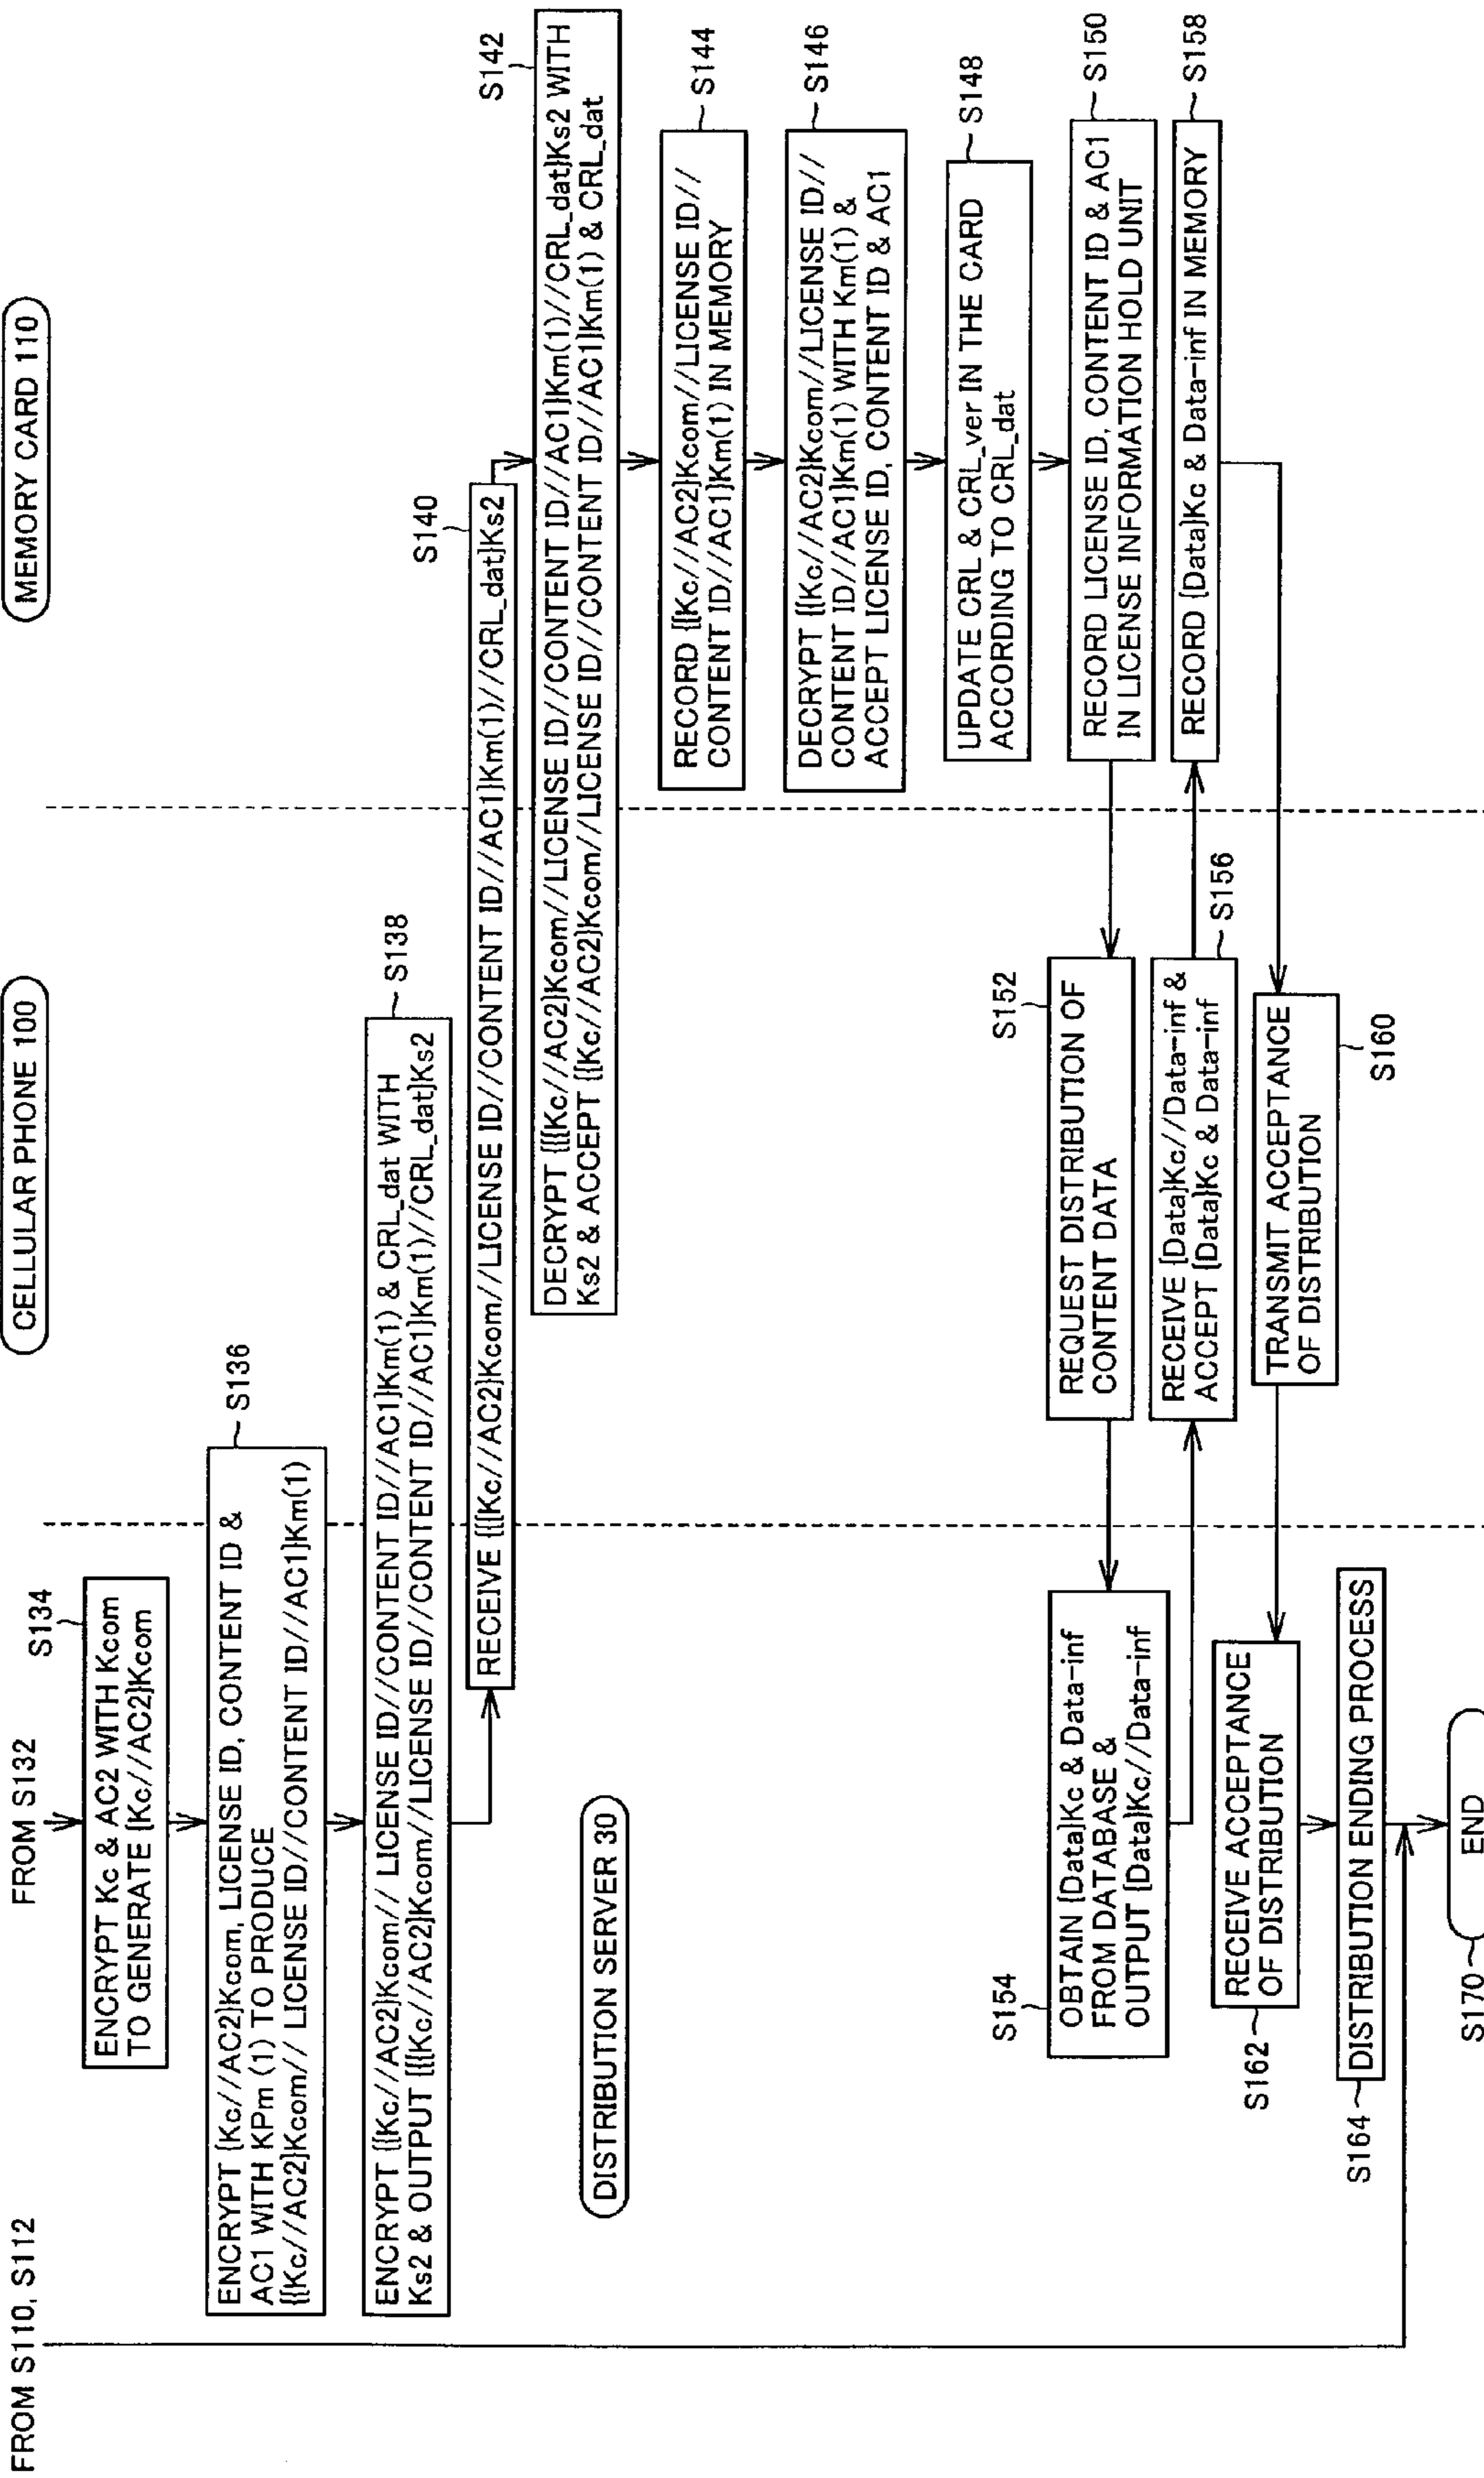 FROM S110, S112
FROM S132
CELLULAR PHONE 100
MEMORY CARD 110
S134
ENCRYPT Kc & AC2 WITH Kcom
TO GENERATE {Kc//AC2}Kcom
S136
ENCRYPT {Kc//AC2}Kcom, LICENSE ID, CONTENT ID &
AC1 WITH KPm (1) TO PRODUCE
{{Kc//AC2}Kcom// LICENSE ID//CONTENT ID//AC1}Km(1)
S138
ENCRYPT {{Kc//AC2}Kcom// LICENSE ID//CONTENT ID//AC1}Km(1) & CRL_dat WITH
Ks2 & OUTPUT {{{Kc//AC2}Kcom//LICENSE ID//CONTENT ID//AC1}Km(1)//CRL_dat}Ks2
S140
RECEIVE {{{Kc//AC2}Kcom//LICENSE ID//CONTENT ID//AC1}Km(1)//CRL_dat}Ks2
S142
DECRYPT {{{Kc//AC2}Kcom//LICENSE ID//CONTENT ID//AC1}Km(1)//CRL_dat}Ks2 WITH
Ks2 & ACCEPT {{Kc//AC2}Kcom//LICENSE ID//CONTENT ID//AC1}Km(1) & CRL_dat
DISTRIBUTION SERVER 30
S144
RECORD {{Kc//AC2}Kcom//LICENSE ID//
CONTENT ID//AC1}Km(1) IN MEMORY
S146
DECRYPT {{Kc//AC2}Kcom//LICENSE ID//
CONTENT ID//AC1}Km(1) WITH Km(1) &
ACCEPT LICENSE ID, CONTENT ID & AC1
S148
UPDATE CRL & CRL_ver IN THE CARD
ACCORDING TO CRL_dat
S150
RECORD LICENSE ID, CONTENT ID & AC1
IN LICENSE INFORMATION HOLD UNIT
S152
REQUEST DISTRIBUTION OF
CONTENT DATA
S154
OBTAIN {Data}Kc & Data-inf
FROM DATABASE &
OUTPUT {Data}Kc//Data-inf
S156
RECEIVE {Data}Kc//Data-inf &
ACCEPT {Data}Kc & Data-inf
S158
RECORD {Data}Kc & Data-inf IN MEMORY
S160
TRANSMIT ACCEPTANCE
OF DISTRIBUTION
S162
RECEIVE ACCEPTANCE
OF DISTRIBUTION
S164
DISTRIBUTION ENDING PROCESS
S170
END